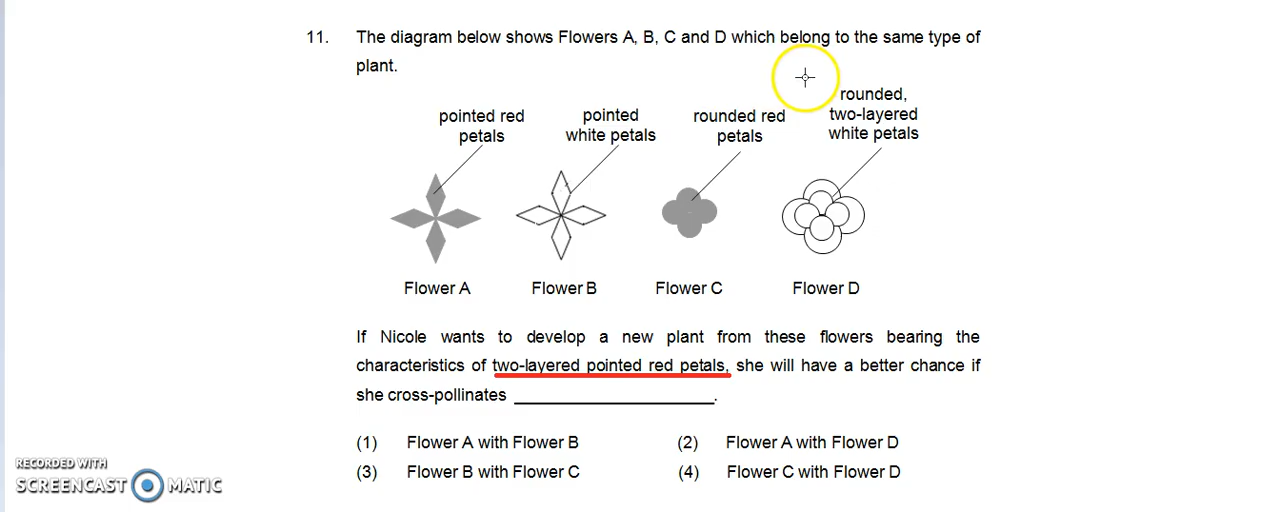 11. The diagram below shows Flowers A, B, C and D which belong to the same type of
plant.
pointed red
petals
pointed
white petals
rounded red
petals
rounded,
two-layered
white petals
Flower A
Flower B
Flower C
Flower D
If Nicole wants to develop a new plant from these flowers bearing the
characteristics of two-layered pointed red petals, she will have a better chance if
she cross-pollinates ____________________.
(1) Flower A with Flower B
(2) Flower A with Flower D
(3) Flower B with Flower C
(4) Flower C with Flower D
RECORDED WITH
SCREENCAST MATIC